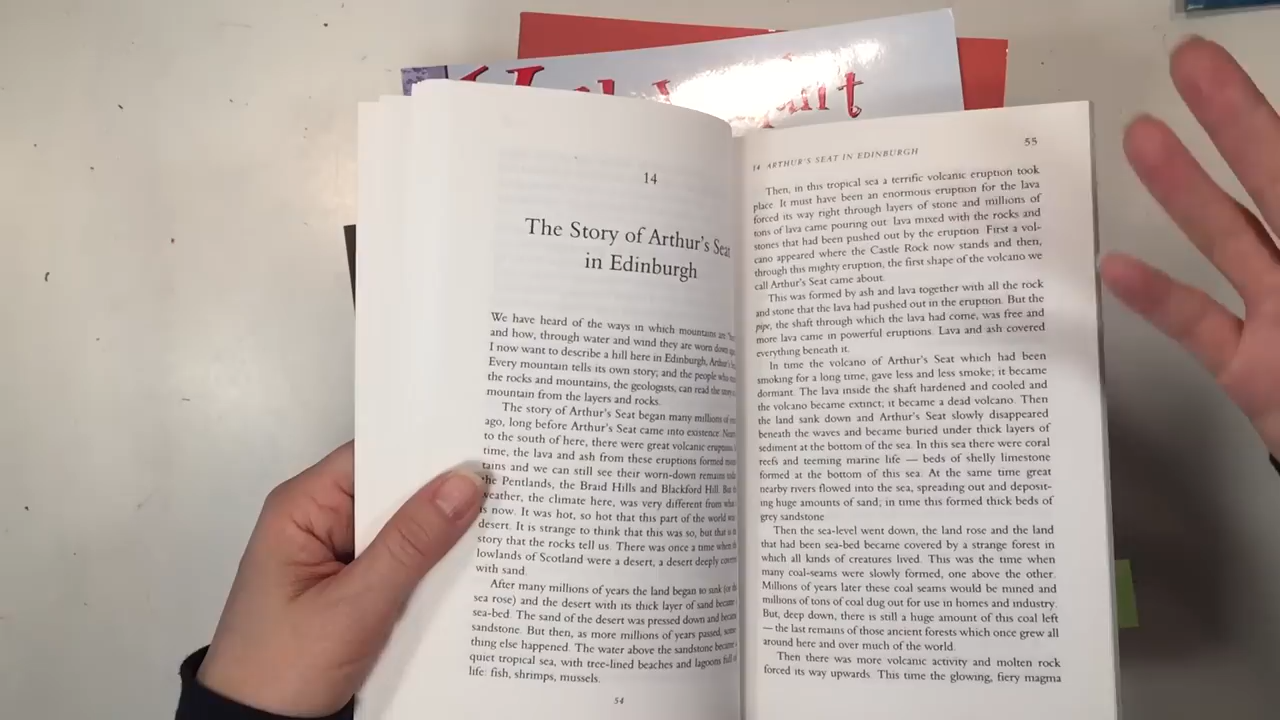 14
The Story of Arthur's Seat
in Edinburgh
We have heard of the ways in which mountains are
and how, through water and wind they are worn down
I now want to describe a hill here in Edinburgh, Arthur's
Every mountain tells its own story; and the people who
the rocks and mountains, the geologists, can read the
mountain from the layers and rocks.
The story of Arthur's Seat began many millions of
ago, long before Arthur's Seat came into existence.
to the south of here, there were great volcanic
time, the lava and ash from these eruptions formed
tains and we can still see their worn-down remains
the Pentlands, the Braid Hills and Blackford Hill. But
weather, the climate here, was very different from
is now. It was hot, so hot that this part of the world
desert. It is strange to think that this was so, but that is
story that the rocks tell us. There was once a time when
lowlands of Scotland were a desert, a desert deeply
with sand.
After many millions of years the land began to sunk (or
sea rose) and the desert with its thick layer of sand became
sea-bed. The sand of the desert was pressed down and
sandstone. But then, as more millions of years passed,
thing else happened. The water above the sandstone became
quiet tropical sea, with tree-lined beaches and lagoons full of
life: fish, shrimps, mussels.
54
14 ARTHUR'S SEAT IN EDINBURGH 55
Then, in this tropical sea a terrific volcanic eruption took
place. It must have been an enormous eruption for the lava
forced its way right through layers of stone and millions of
tons of lava came pouring out. lava mixed with the rocks and
stones that had been pushed out by the eruption. First a vol-
cano appeared where the Castle Rock now stands and then,
through this mighty eruption, the first shape of the volcano we
call Arthur's Seat came about.
This was formed by ash and lava together with all the rock
and stone that the lava had pushed out in the eruption. But the
pipe, the shaft through which the lava had come, was free and
more lava came in powerful eruptions. Lava and ash covered
everything beneath it.
In time the volcano of Arthur's Seat which had been
smoking for a long time, gave less and less smoke; it became
dormant. The lava inside the shaft hardened and cooled and
the volcano became extinct; it became a dead volcano. Then
the land sank down and Arthur's Seat slowly disappeared
beneath the waves and became buried under thick layers of
sediment at the bottom of the sea. In this sea there were coral
reefs and teeming marine life — beds of shelly limestone
formed at the bottom of this sea. At the same time great
nearby rivers flowed into the sea, spreading out and deposit-
ing huge amounts of sand; in time this formed thick beds of
grey sandstone.
Then the sea-level went down, the land rose and the land
that had been sea-bed became covered by a strange forest in
which all kinds of creatures lived. This was the time when
many coal-seams were slowly formed, one above the other.
Millions of years later these coal seams would be mined and
millions of tons of coal dug out for use in homes and industry.
But, deep down, there is still a huge amount of this coal left
— the last remains of those ancient forests which once grew all
around here and over much of the world.
Then there was more volcanic activity and molten rock
forced its way upwards. This time the glowing, fiery magma